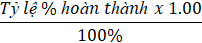 Tỷ lệ % hoàn thành x 1.00
100%